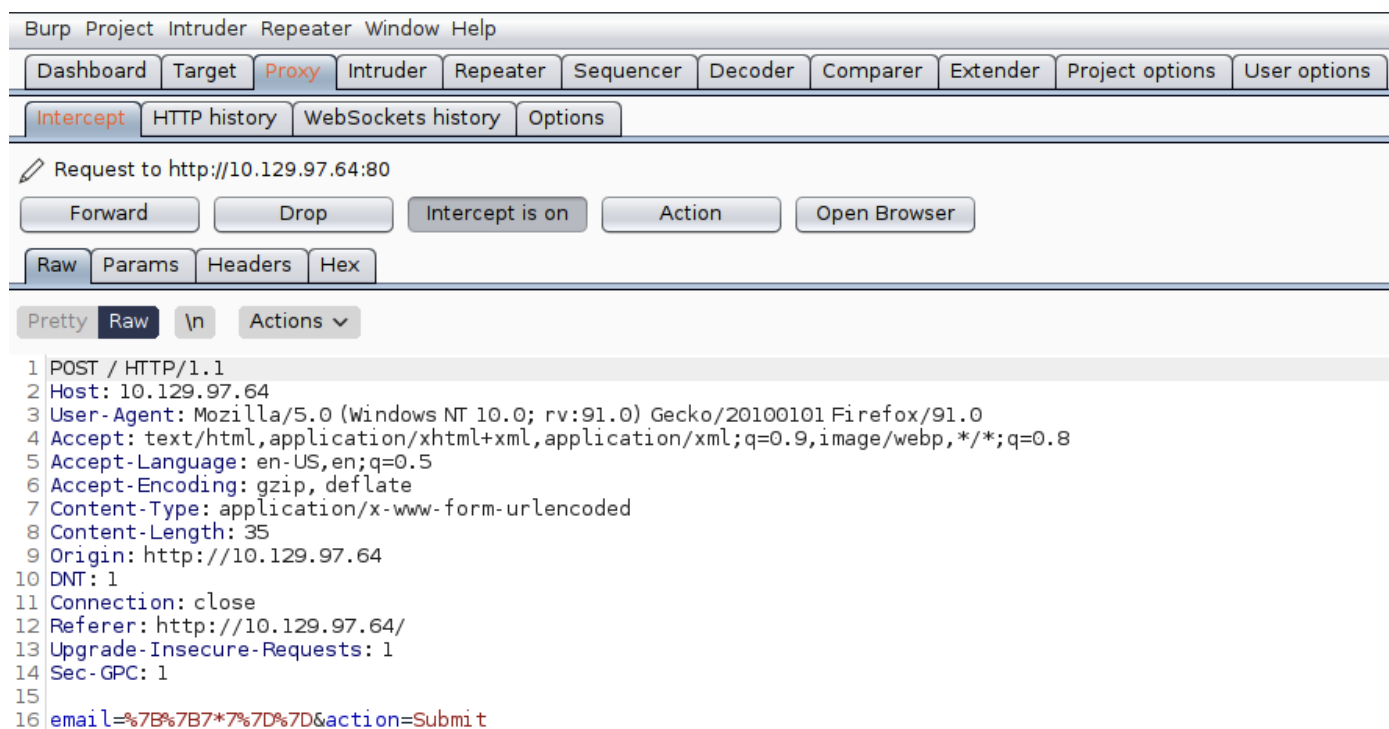 Burp Project Intruder Repeater Window Help
Dashboard Target Proxy Intruder Repeater Sequencer Decoder Comparer Extender Project options User options
Intercept HTTP history WebSockets history Options
Request to http://10.129.97.64:80
Forward Drop Intercept is on Action Open Browser
Raw Params Headers Hex
Pretty Raw \n Actions
1 POST / HTTP/1.1
2 Host: 10.129.97.64
3 User-Agent: Mozilla/5.0 (Windows NT 10.0; rv:91.0) Gecko/20100101 Firefox/91.0
4 Accept: text/html,application/xhtml+xml,application/xml;q=0.9,image/webp,*/*;q=0.8
5 Accept-Language: en-US,en;q=0.5
6 Accept-Encoding: gzip, deflate
7 Content-Type: application/x-www-form-urlencoded
8 Content-Length: 35
9 Origin: http://10.129.97.64
10 DNT: 1
11 Connection: close
12 Referer: http://10.129.97.64/
13 Upgrade-Insecure-Requests: 1
14 Sec-GPC: 1
15
16 email=%7B%7B7*7%7D%7D&action=Submit